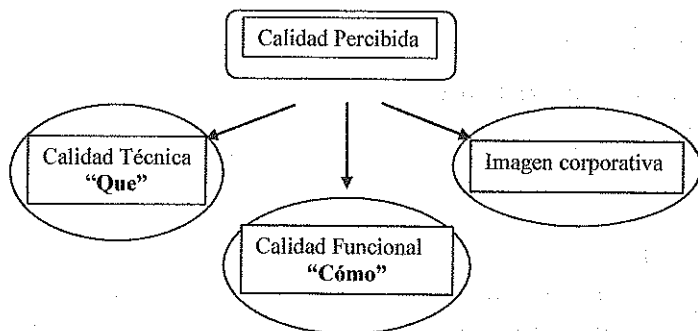 Calidad Percibida
Calidad Técnica
“Que”
Imagen corporativa
Calidad Funcional
“Cómo”